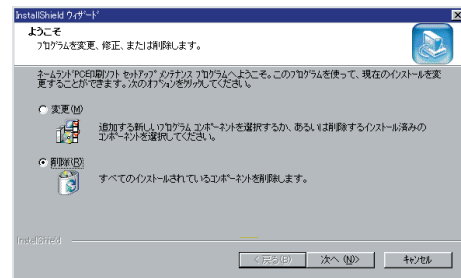 InstallShield ウィザード
ようこそ
プログラムを変更、修正、または削除します。
ネームランドPC印刷ソフト セットアップ メンテナンス プログラムへようこそ。このプログラムを使って、現在のインストールを変
更することができます。次のオプションをクリックしてください。
変更(M)
追加する新しいプログラム コンポーネントを選択するか、あるいは削除するインストール済みの
コンポーネントを選択してください。
削除(R)
すべてのインストールされているコンポーネントを削除します。
InstallShield
< 戻る(B)
次へ (N)>
キャンセル